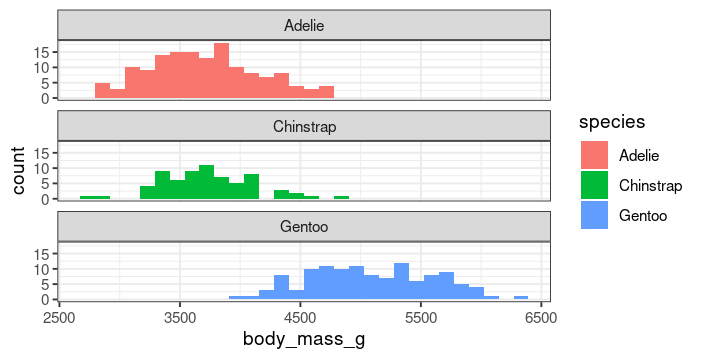 Adelie
15
10
5
0
Chinstrap
15
10
5
0
Gentoo
15
10
5
0
2500 3500 4500 5500 6500
body_mass_g
count
species
Adelie
Chinstrap
Gentoo